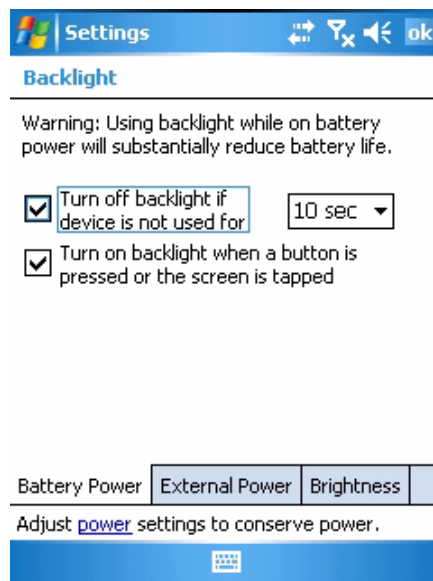 Settings
ok
Backlight
Warning: Using backlight while on battery
power will substantially reduce battery life.
Turn off backlight if
device is not used for
10 sec
Turn on backlight when a button is
pressed or the screen is tapped
Battery Power External Power Brightness
Adjust power settings to conserve power.